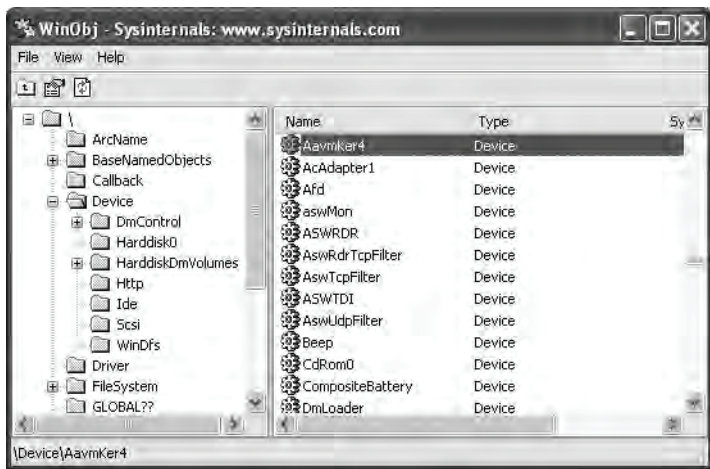 WinObj - Sysinternals: www.sysinternals.com
File View Help
\
ArcName
BaseNamedObjects
Callback
Device
DmControl
Harddisk0
HarddiskDmVolumes
Http
Ide
Scsi
WinDfs
Driver
FileSystem
GLOBAL??
Name Type Sy
AavmKer4 Device
AcAdapter1 Device
Afd Device
aswMon Device
ASWRDR Device
AswRdrTcpFilter Device
AswTcpFilter Device
ASWTDI Device
AswUdpFilter Device
Beep Device
CdRom0 Device
CompositeBattery Device
DmLoader Device
\Device\AavmKer4